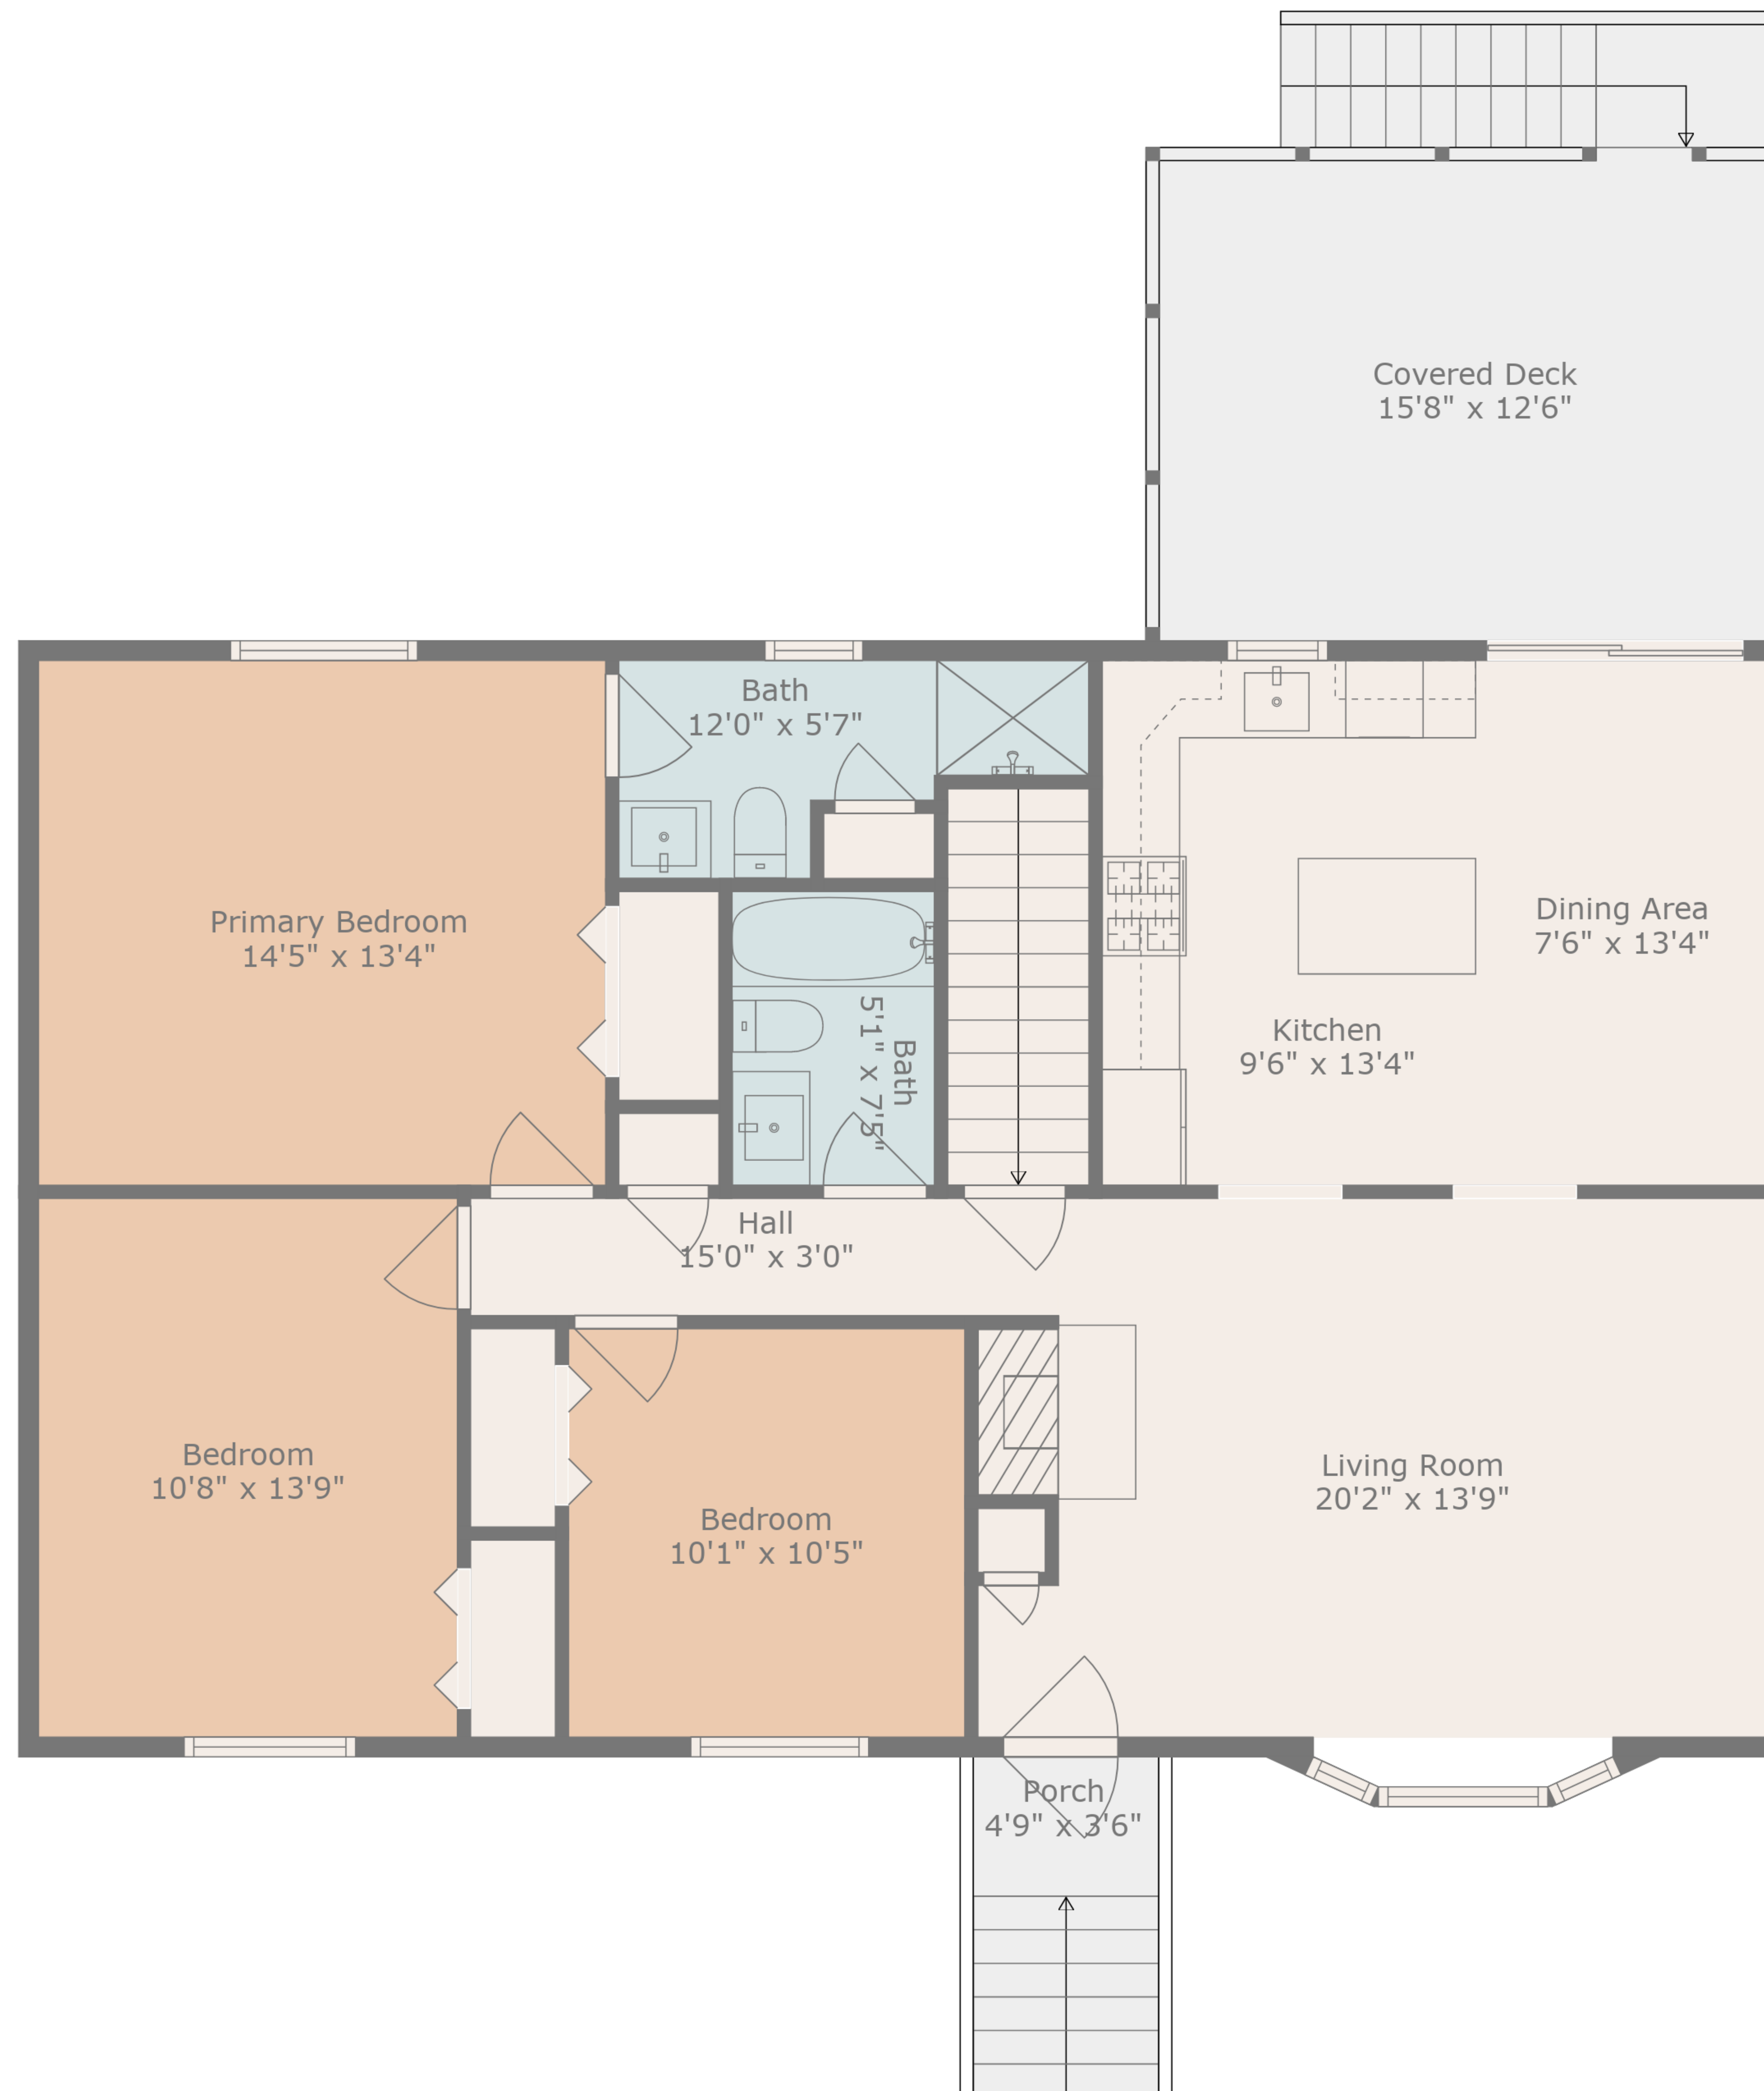 Covered Deck
15'8" x 12'6"
Bath
12'0" x 5'7"
Primary Bedroom
14'5" x 13'4"
Dining Area
7'6" x 13'4"
Kitchen
9'6" x 13'4"
Bath
5'1" x 7'5"
Hall
15'0" x 3'0"
Bedroom
10'8" x 13'9"
Bedroom
10'1" x 10'5"
Living Room
20'2" x 13'9"
Porch
4'9" x 3'6"